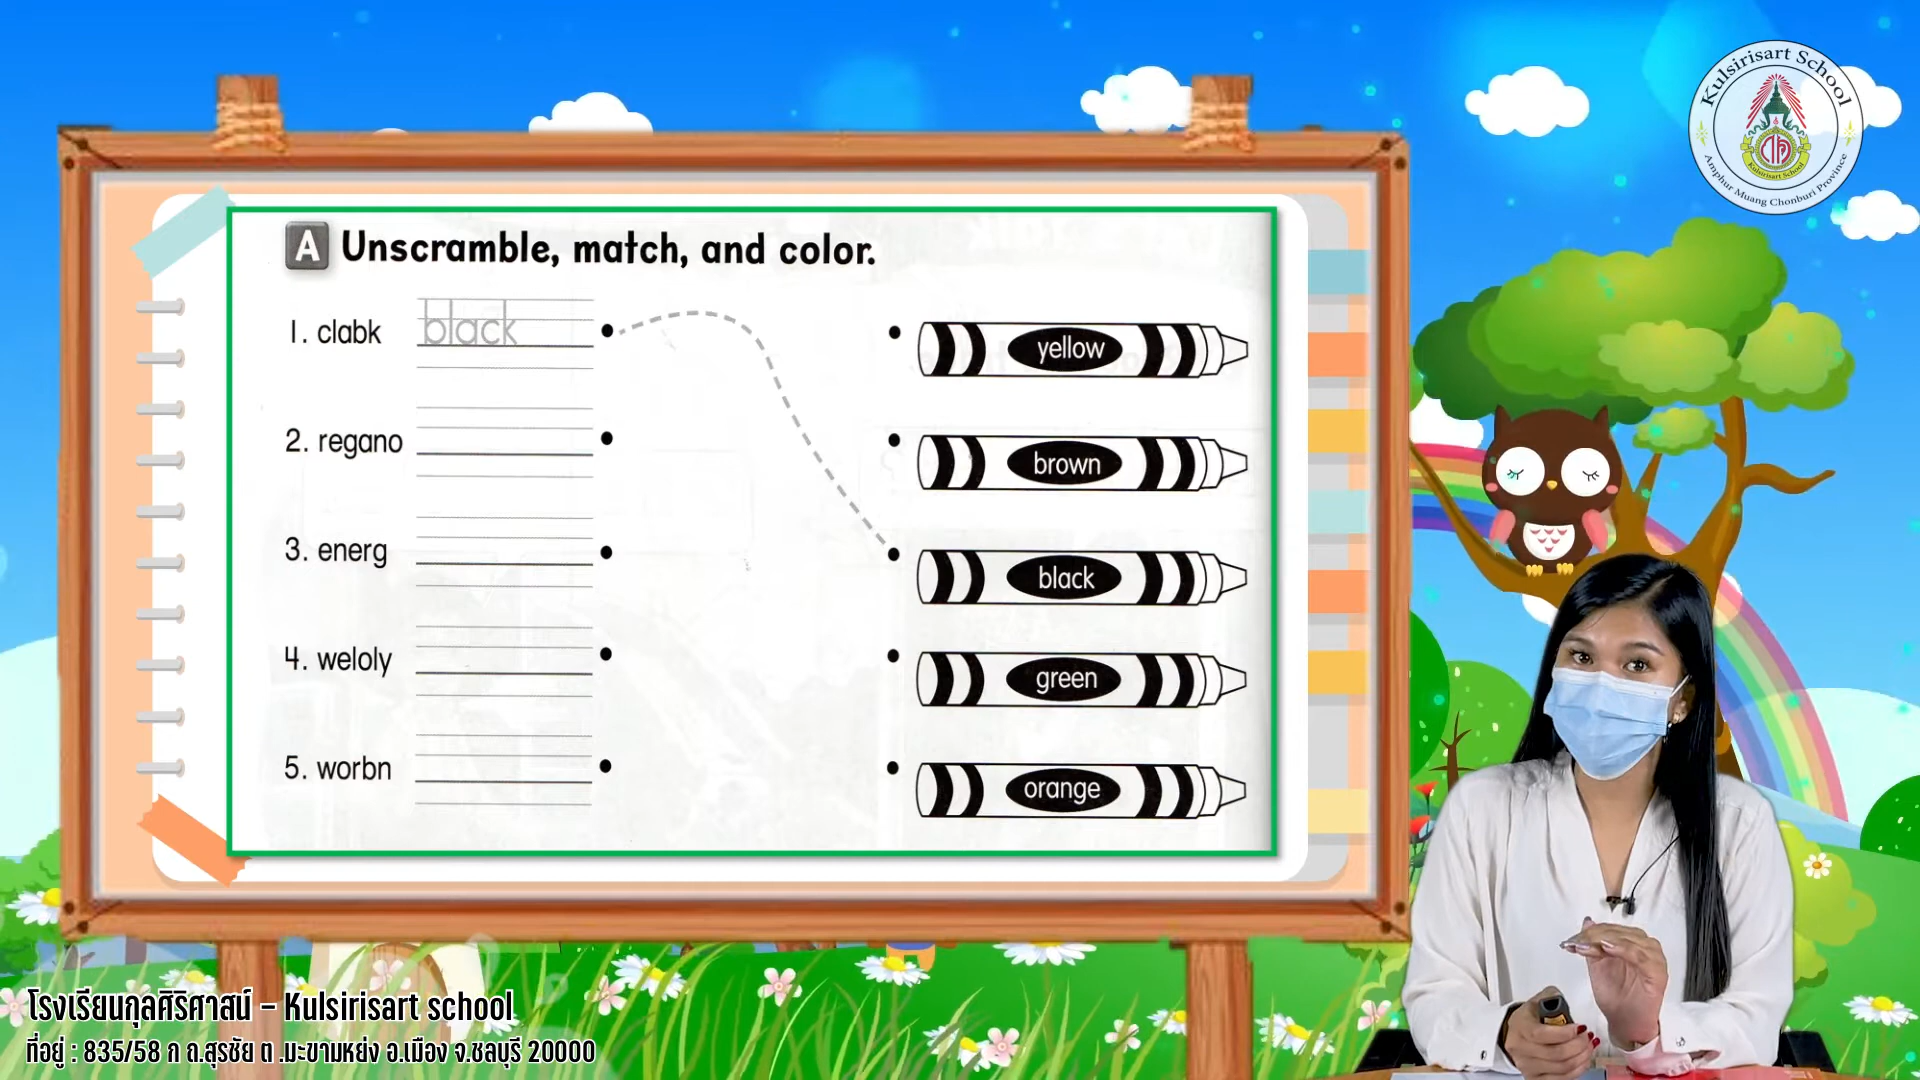 Kulsirisart School
Kulsirisart School
Amphur Muang Chonburi Province
A Unscramble, match, and color.
1. clabk black
yellow
2. regano
brown
3. energ
black
4. weloly
green
5. worbn
orange
โรงเรียนกุลศิริศาสน์ - Kulsirisart school
ที่อยู่ : 835/58 ก ถ.สุรชัย ต .มะขามหย่ง อ.เมือง จ.ชลบุรี 20000